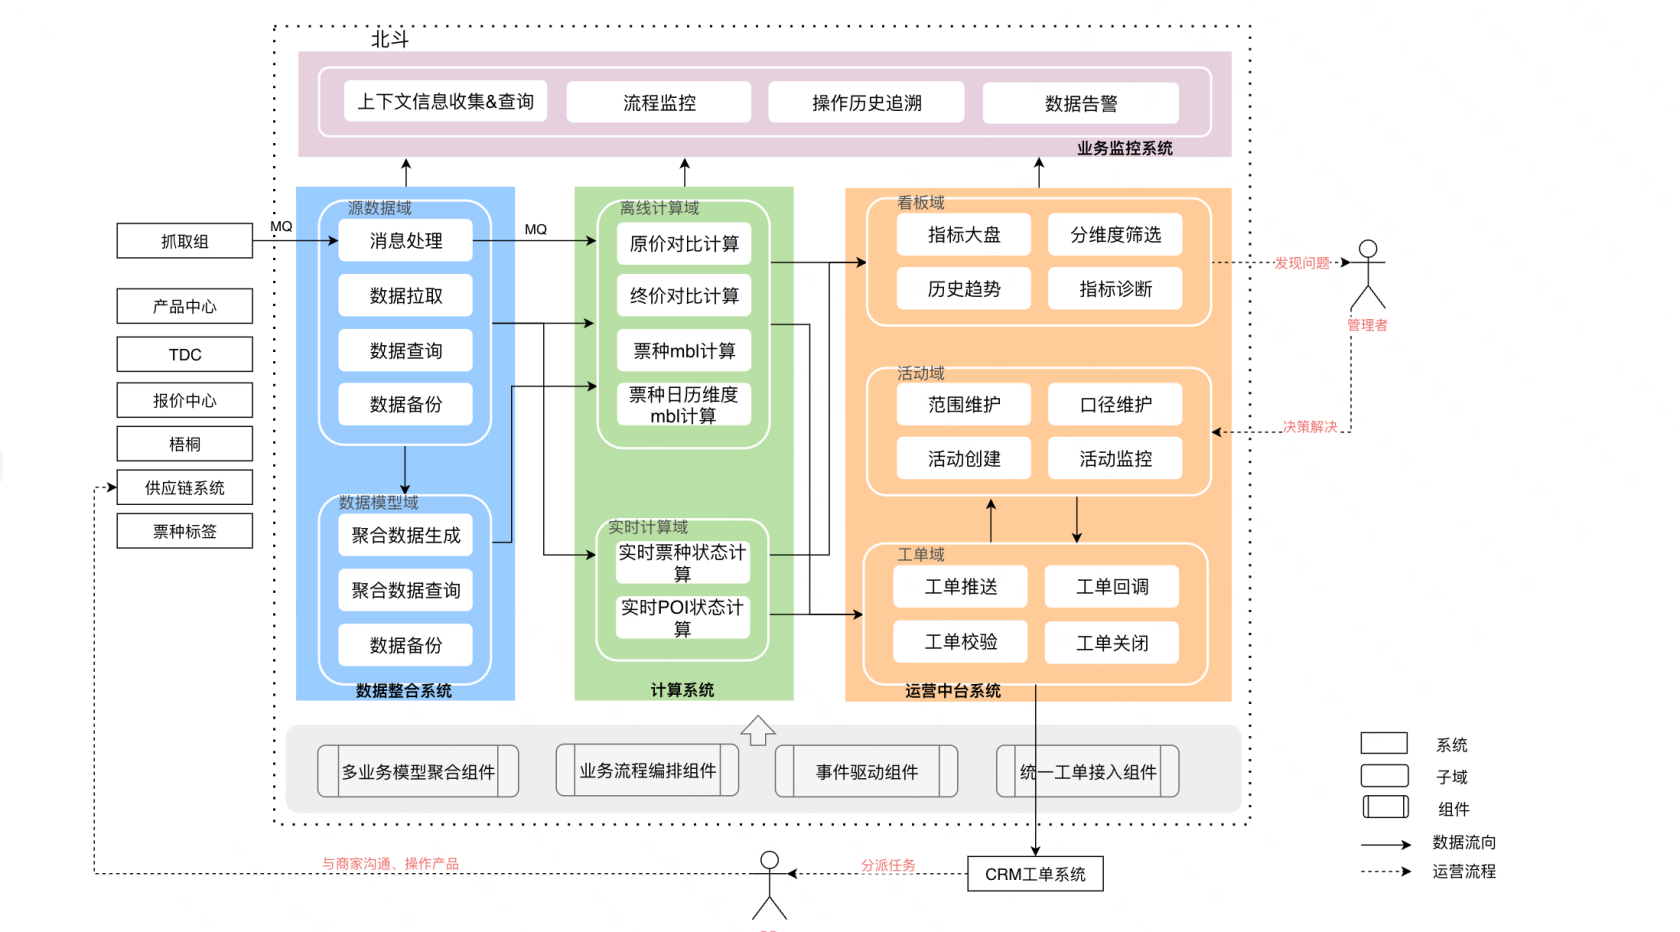 北斗
上下文信息收集&查询
流程监控
操作历史追溯
数据告警
业务监控系统
抓取组
产品中心
TDC
报价中心
梧桐
供应链系统
票种标签
MQ
源数据域
消息处理
数据拉取
数据查询
数据备份
数据模型域
聚合数据生成
聚合数据查询
数据备份
数据整合系统
MQ
离线计算域
原价对比计算
终价对比计算
票种mbl计算
票种日历维度
mbl计算
实时计算域
实时票种状态计
算
实时POI状态计
算
计算系统
看板域
指标大盘
分维度筛选
历史趋势
指标诊断
活动域
范围维护
口径维护
活动创建
活动监控
工单域
工单推送
工单回调
工单校验
工单关闭
运营中台系统
发现问题
管理者
决策解决
多业务模型聚合组件
业务流程编排组件
事件驱动组件
统一工单接入组件
与商家沟通、操作产品
分派任务
CRM工单系统
系统
子域
组件
数据流向
运营流程